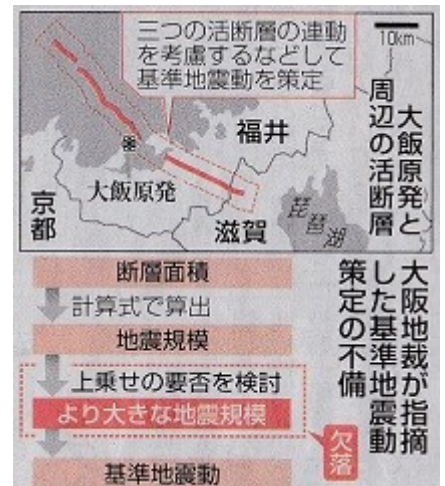 大飯原発と
周辺の活断層
10km
三つの活断層の連動
を考慮するなどして
基準地震動を策定
福井
大飯原発
京都
滋賀
琵琶湖
大阪地裁が指摘
した基準地震動
策定の不備
断層面積
計算式で算出
地震規模
上乗せの要否を検討
より大きな地震規模
欠落
基準地震動